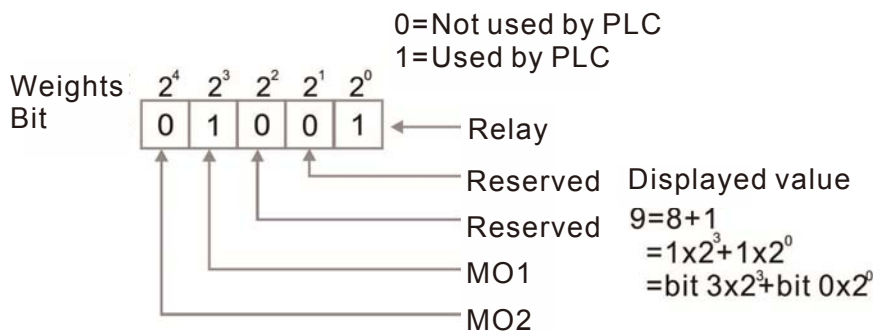 0=Not used by PLC
1=Used by PLC
Weights 2⁴ 2³ 2² 2¹ 2⁰
Bit 0 1 0 0 1
Relay
Reserved Displayed value
Reserved 9=8+1
=1x2³+1x2⁰
MO1
=bit 3x2³+bit 0x2⁰
MO2